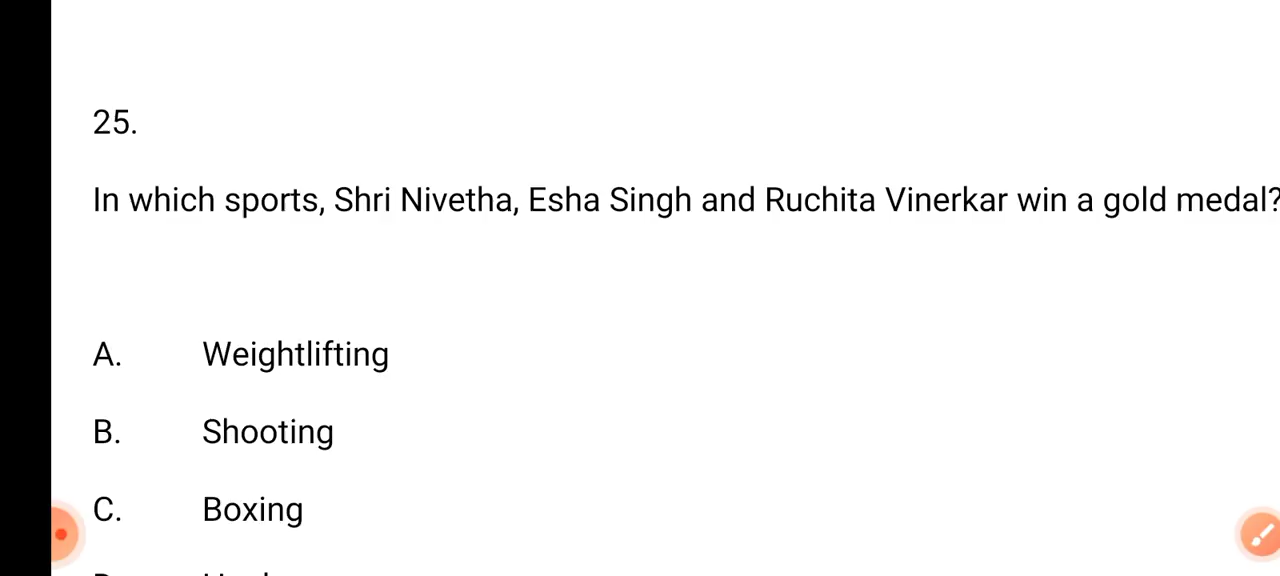 25.
In which sports, Shri Nivetha, Esha Singh and Ruchita Vinerkar win a gold medal?
A. Weightlifting
B. Shooting
C. Boxing